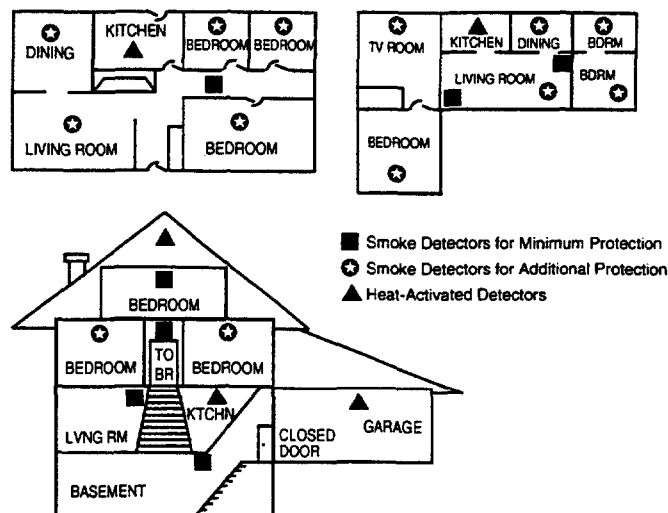 DINING
KITCHEN
BEDROOM
BEDROOM
LIVING ROOM
BEDROOM
TV ROOM
KITCHEN
DINING
BDRM
LIVING ROOM
BDRM
BEDROOM
Smoke Detectors for Minimum Protection
Smoke Detectors for Additional Protection
Heat-Activated Detectors
BEDROOM
BEDROOM
TO
BR
BEDROOM
LVNG RM
KTCHN
CLOSED
DOOR
GARAGE
BASEMENT